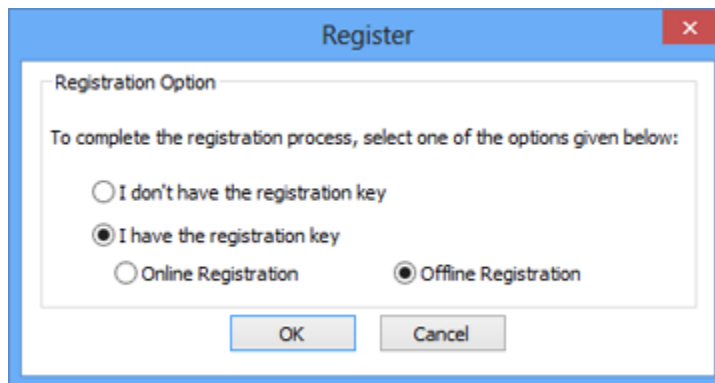 Register
Registration Option
To complete the registration process, select one of the options given below:
I don't have the registration key
I have the registration key
Online Registration Offline Registration
OK Cancel